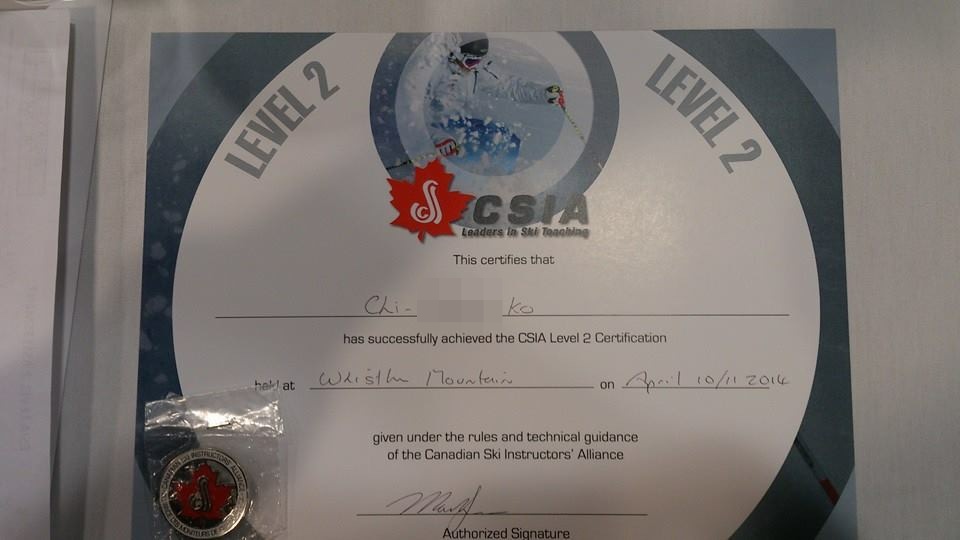 LEVEL 2
LEVEL 2
CSIA
Leaders in Ski Teaching
This certifies that
Chi- Ko
has successfully achieved the CSIA Level 2 Certification
held at Whistler Mountain on April 10/11 2014
given under the rules and technical guidance
of the Canadian Ski Instructors' Alliance
Authorized Signature